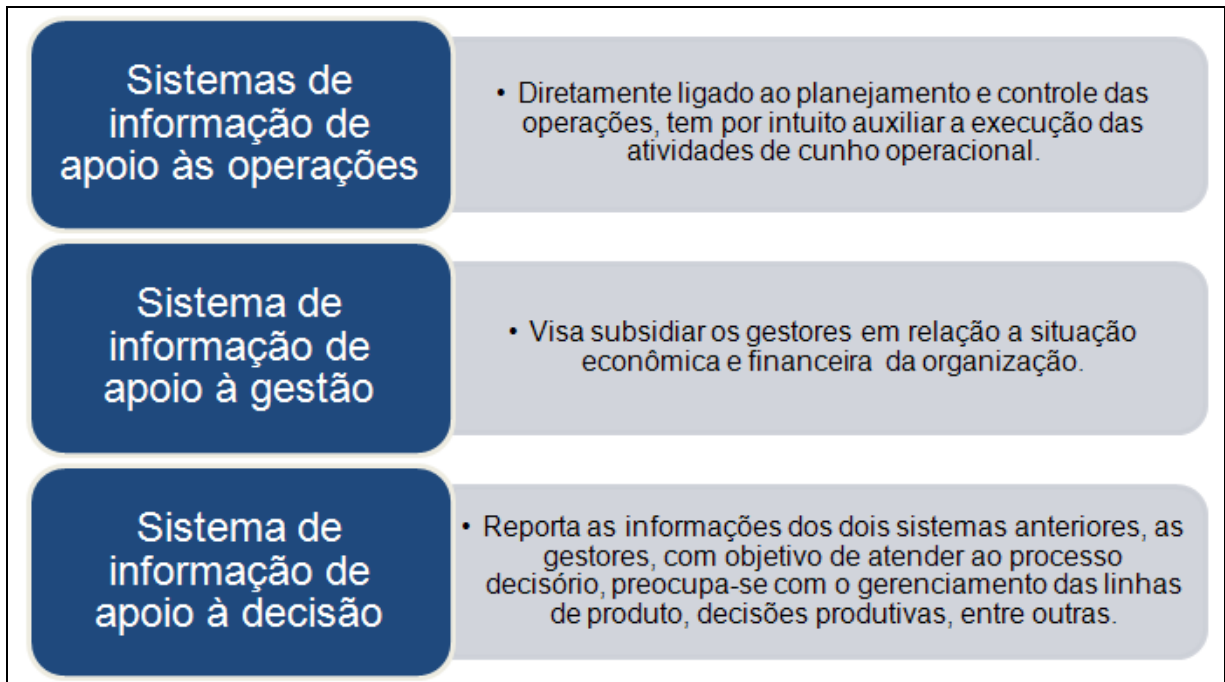 Sistemas de
informação de
apoio às operações
• Diretamente ligado ao planejamento e controle das
operações, tem por intuito auxiliar a execução das
atividades de cunho operacional.
Sistema de
informação de
apoio à gestão
• Visa subsidiar os gestores em relação a situação
econômica e financeira da organização.
Sistema de
informação de
apoio à decisão
• Reporta as informações dos dois sistemas anteriores, as
gestores, com objetivo de atender ao processo
decisório, preocupa-se com o gerenciamento das linhas
de produto, decisões produtivas, entre outras.